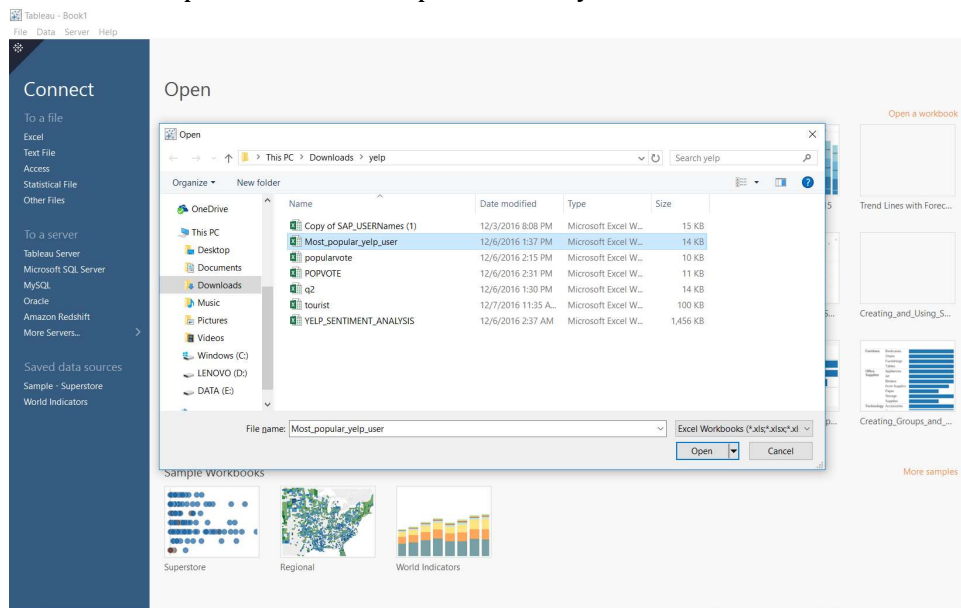 Tableau - Book1
File Data Server Help
Connect
To a file
Excel
Text File
Access
Statistical File
Other Files
To a server
Tableau Server
Microsoft SQL Server
MySQL
Oracle
Amazon Redshift
More Servers...
Saved data sources
Sample - Superstore
World Indicators
Open
Open a workbook
Open
This PC > Downloads > yelp
Search yelp
Organize New folder
OneDrive
This PC
Desktop
Documents
Downloads
Music
Pictures
Videos
Windows (C:)
LENOVO (D:)
DATA (E:)
Name Date modified Type Size
Copy of SAP_USERNames (1) 12/3/2016 8:08 PM Microsoft Excel W... 15 KB
Most_popular_yelp_user 12/6/2016 1:37 PM Microsoft Excel W... 14 KB
popularvote 12/6/2016 2:15 PM Microsoft Excel W... 10 KB
POPVOTE 12/6/2016 2:31 PM Microsoft Excel W... 11 KB
q2 12/6/2016 1:30 PM Microsoft Excel W... 14 KB
tourist 12/7/2016 11:35 A... Microsoft Excel W... 100 KB
YELP_SENTIMENT_ANALYSIS 12/6/2016 2:37 AM Microsoft Excel W... 1,456 KB
File name: Most_popular_yelp_user
Excel Workbooks (*.xls;*.xlsx;*.xl
Open Cancel
5 Trend Lines with Forec...
S... Creating_and_Using_S...
p... Creating_Groups_and_...
Sample Workbooks
More samples
Superstore Regional World Indicators